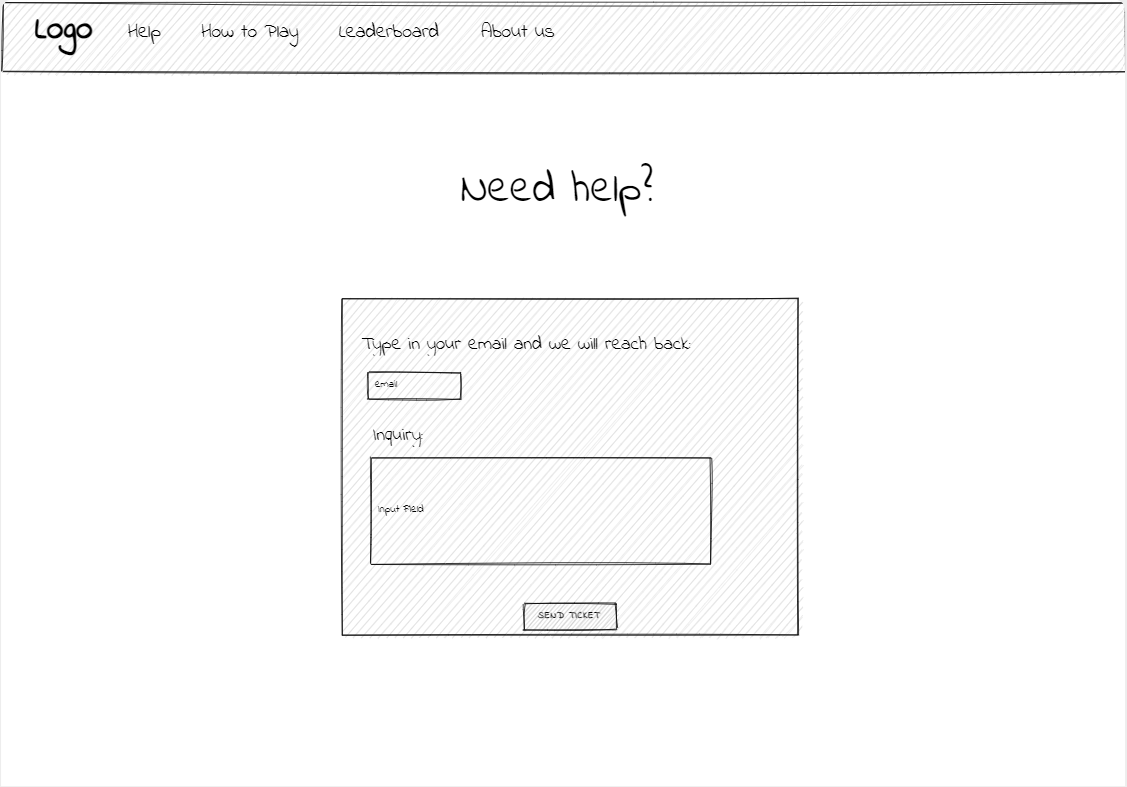 Logo Help How to Play Leaderboard About us
Need help?
Type in your email and we will reach back:
email
Inquiry:
Input Field
SEND TICKET